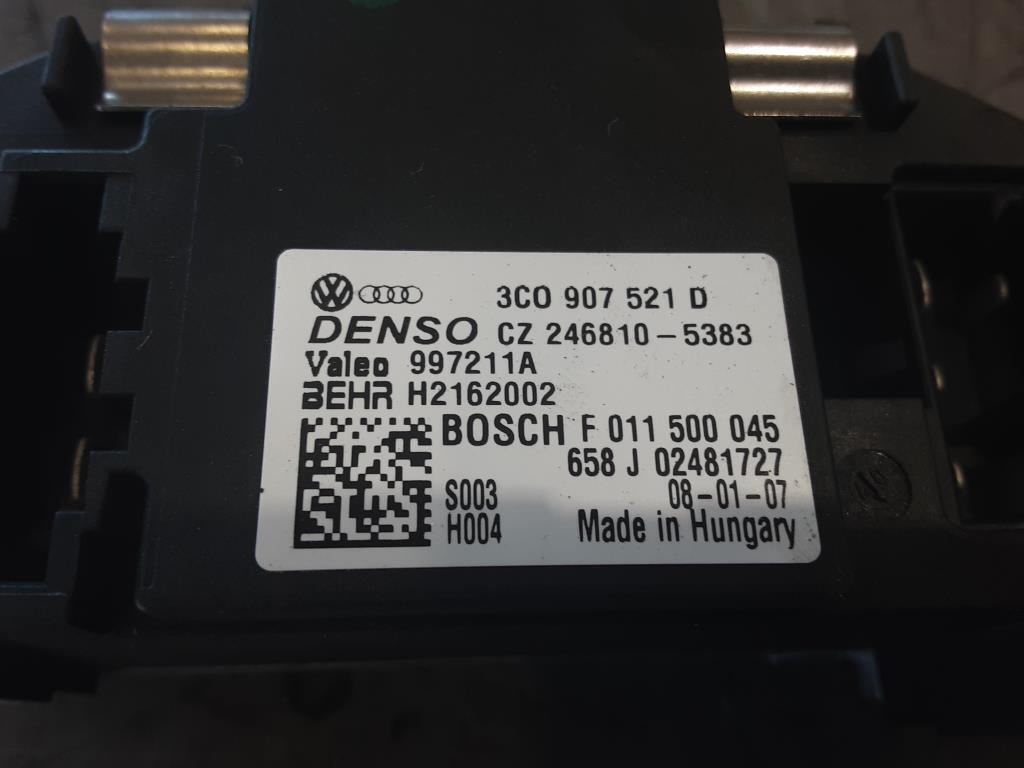 3C0 907 521 D
DENSO CZ 246810-5383
Valeo 997211A
BEHR H2162002
BOSCH F 011 500 045
658 J 02481727
S003 08-01-07
H004 Made in Hungary